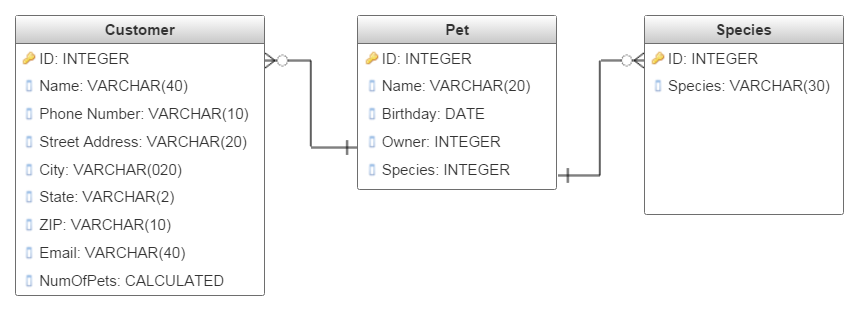 Customer
ID: INTEGER
Name: VARCHAR(40)
Phone Number: VARCHAR(10)
Street Address: VARCHAR(20)
City: VARCHAR(020)
State: VARCHAR(2)
ZIP: VARCHAR(10)
Email: VARCHAR(40)
NumOfPets: CALCULATED
Pet
ID: INTEGER
Name: VARCHAR(20)
Birthday: DATE
Owner: INTEGER
Species: INTEGER
Species
ID: INTEGER
Species: VARCHAR(30)